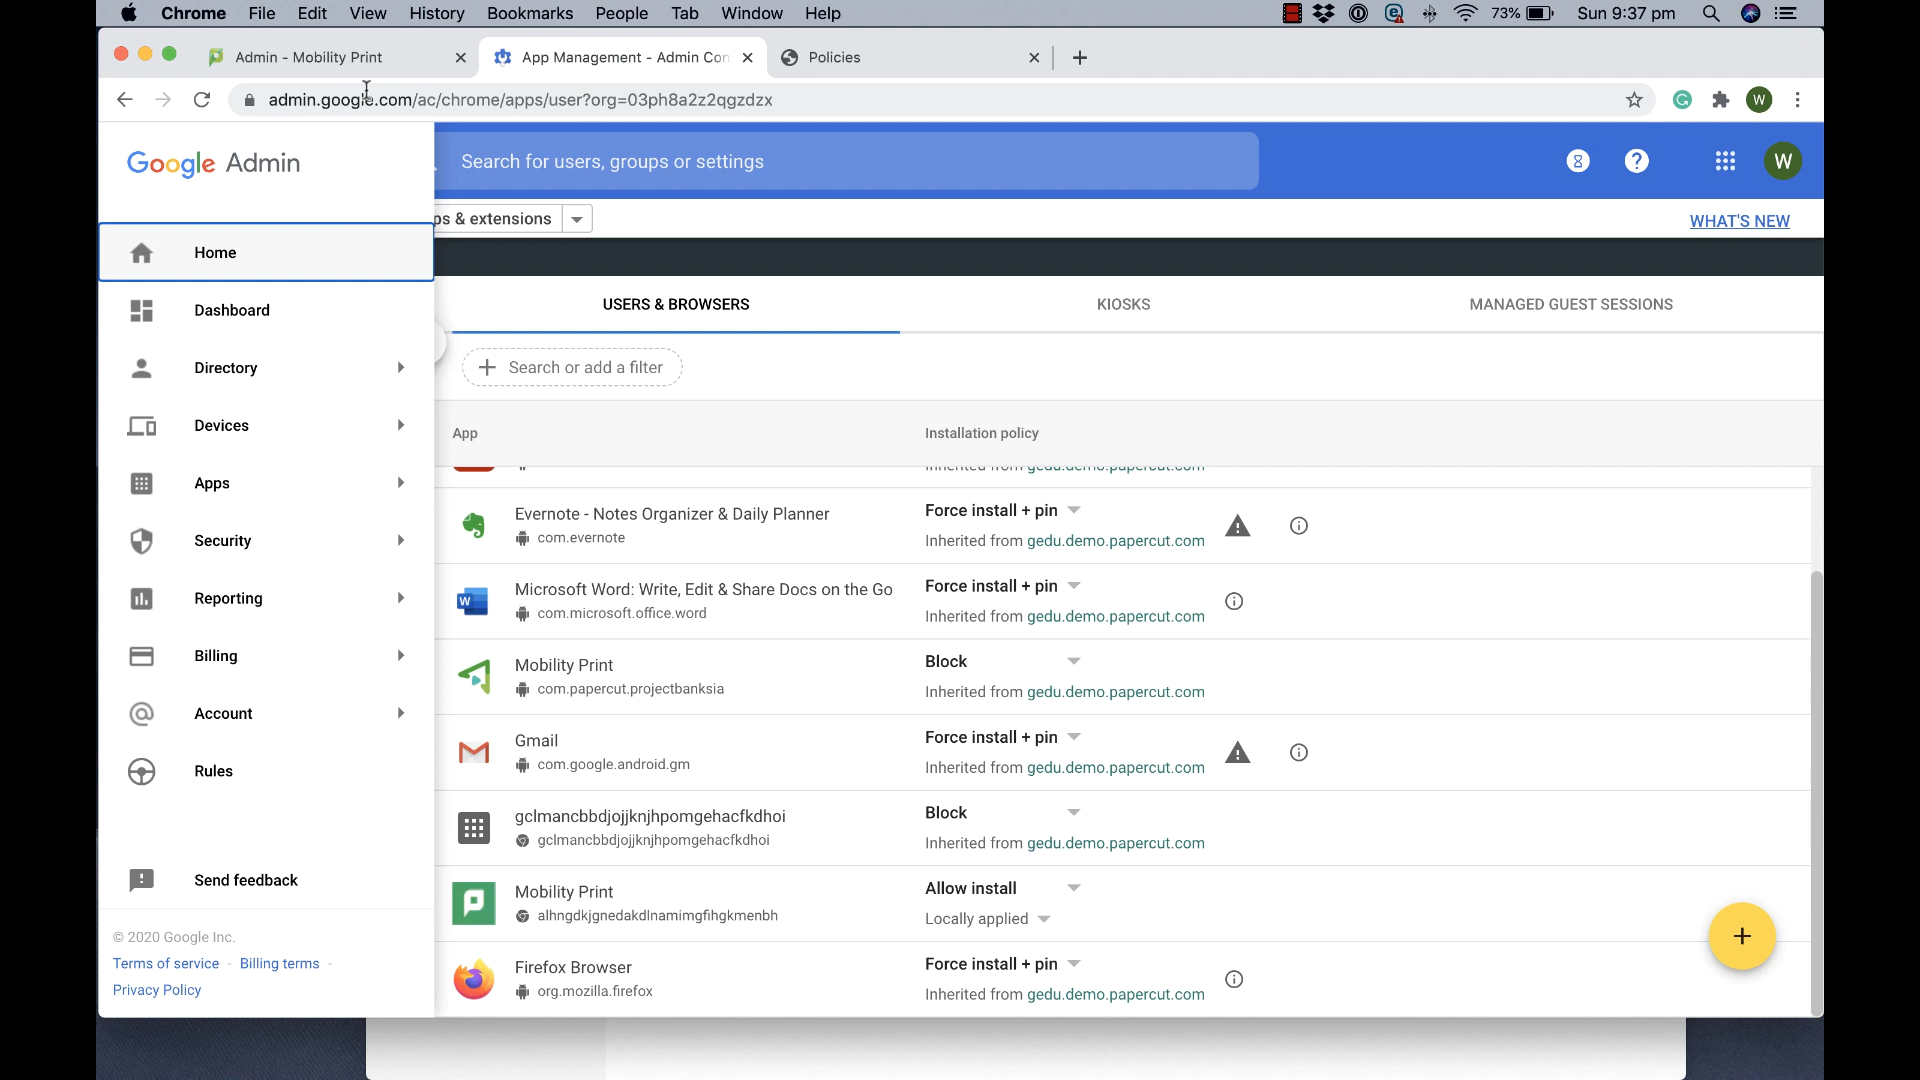 Chrome File Edit View History Bookmarks People Tab Window Help 73% Sun 9:37 pm
Admin - Mobility Print App Management - Admin Con Policies
admin.google.com/ac/chrome/apps/user?org=03ph8a2z2qgzdzx W
Google Admin Search for users, groups or settings W
ps & extensions WHAT'S NEW
Home
Dashboard
Directory
Devices
Apps
Security
Reporting
Billing
Account
Rules
Send feedback
© 2020 Google Inc.
Terms of service - Billing terms -
Privacy Policy
USERS & BROWSERS KIOSKS MANAGED GUEST SESSIONS
Search or add a filter
App Installation policy
Inherited from gedu.demo.papercut.com
Evernote - Notes Organizer & Daily Planner Force install + pin
com.evernote Inherited from gedu.demo.papercut.com
Microsoft Word: Write, Edit & Share Docs on the Go Force install + pin
com.microsoft.office.word Inherited from gedu.demo.papercut.com
Mobility Print Block
com.papercut.projectbanksia Inherited from gedu.demo.papercut.com
Gmail Force install + pin
com.google.android.gm Inherited from gedu.demo.papercut.com
gclmancbbdjojjknjhpomgehacfkdhoi Block
gclmancbbdjojjknjhpomgehacfkdhoi Inherited from gedu.demo.papercut.com
Mobility Print Allow install
alhngdkjgnedakdlnamimgfihgkmenbh Locally applied
Firefox Browser Force install + pin
org.mozilla.firefox Inherited from gedu.demo.papercut.com